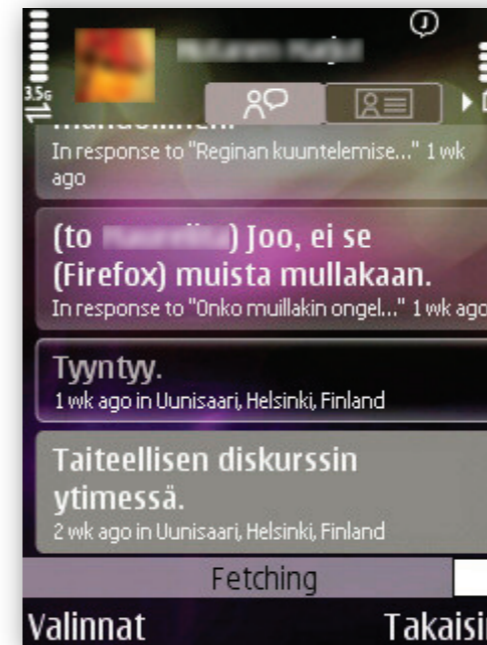 3.5G
In response to "Reginan kuuntelemise..." 1 wk
ago
(to ) Joo, ei se
(Firefox) muista mullakaan.
In response to "Onko muillakin ongel..." 1 wk ago
Tyyntyy.
1 wk ago in Uunisaari, Helsinki, Finland
Taiteellisen diskurssin
ytimessä.
2 wk ago in Uunisaari, Helsinki, Finland
Fetching
Valinnat Takaisin